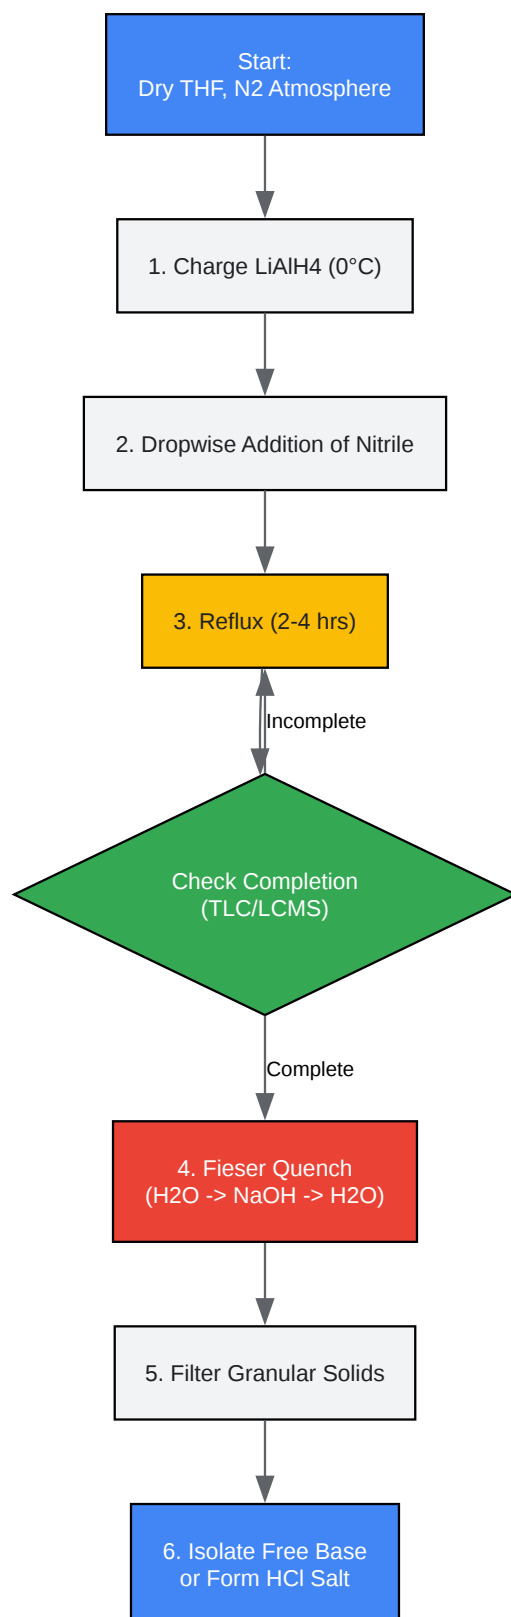 Start:
Dry THF, N2 Atmosphere
1. Charge LiAlH4 (0°C)
2. Dropwise Addition of Nitrile
3. Reflux (2-4 hrs)
Incomplete
Check Completion
(TLC/LCMS)
Complete
4. Fieser Quench
(H2O -> NaOH -> H2O)
5. Filter Granular Solids
6. Isolate Free Base
or Form HCl Salt